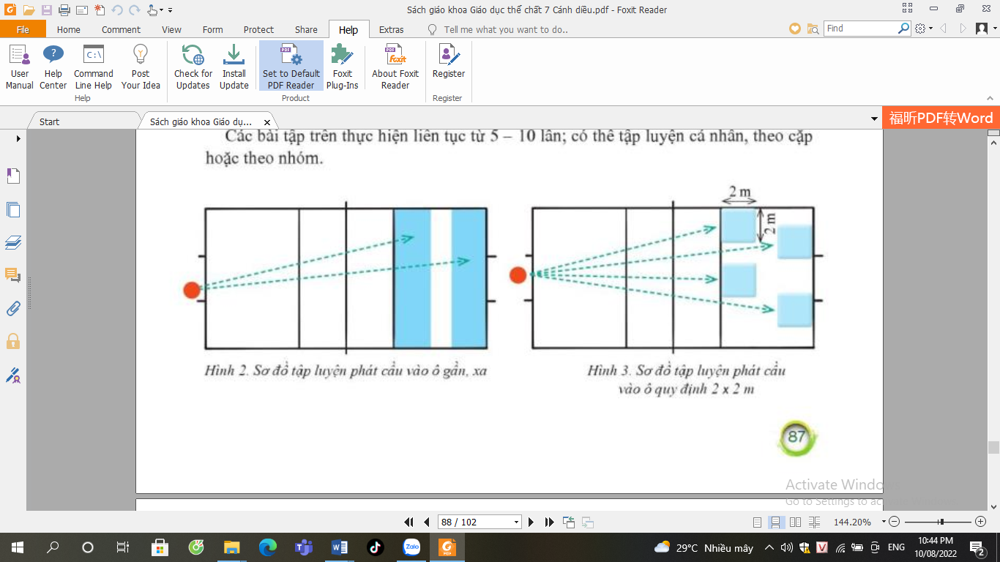 Sách giáo khoa Giáo dục thể chất 7 Cánh diều.pdf - Foxit Reader
File Home Comment View Form Protect Share Help Extras Tell me what you want to do.. Find
User Manual
Help Center
C:\
Command Line Help
Post Your Idea
Check for Updates
Install Update
PDF
Set to Default PDF Reader
Foxit Plug-Ins
PDF Foxit
About Foxit Reader
Register
Help Product Register
Start Sách giáo khoa Giáo dụ... 福昕PDF转Word
Các bài tập trên thực hiện liên tục từ 5 – 10 lần; có thể tập luyện cá nhân, theo cặp
hoặc theo nhóm.
2 m
2 m
Hình 2. Sơ đồ tập luyện phát cầu vào ô gần, xa
Hình 3. Sơ đồ tập luyện phát cầu
vào ô quy định 2 x 2 m
87
Activate Windows
Go to Settings to ac
88 / 102 144.20%
Zalo PDF 29°C Nhiều mây V ENG 10:44 PM
10/08/2022 2